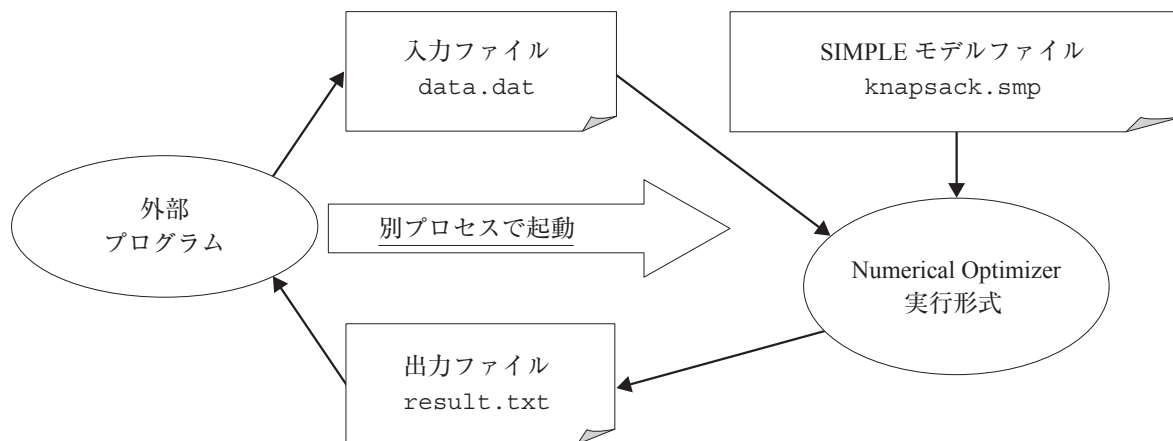 入力ファイル
data.dat
SIMPLE モデルファイル
knapsack.smp
外部
プログラム
別プロセスで起動
Numerical Optimizer
実行形式
出力ファイル
result.txt